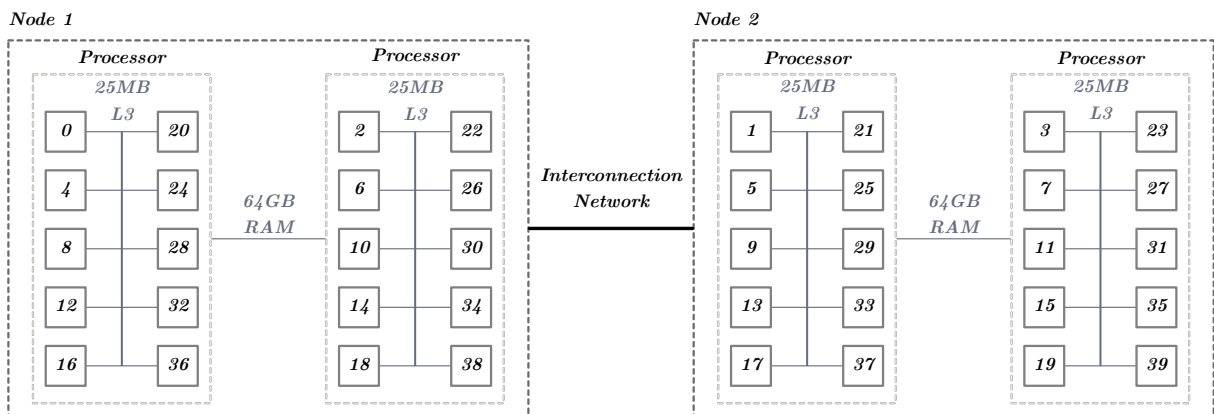 Node 1
Node 2
Processor
Processor
Processor
Processor
25MB
L3
25MB
L3
25MB
L3
25MB
L3
0
20
2
22
1
21
3
23
4
24
6
26
5
25
7
27
Interconnection
Network
64GB
RAM
64GB
RAM
8
28
10
30
9
29
11
31
12
32
14
34
13
33
15
35
16
36
18
38
17
37
19
39